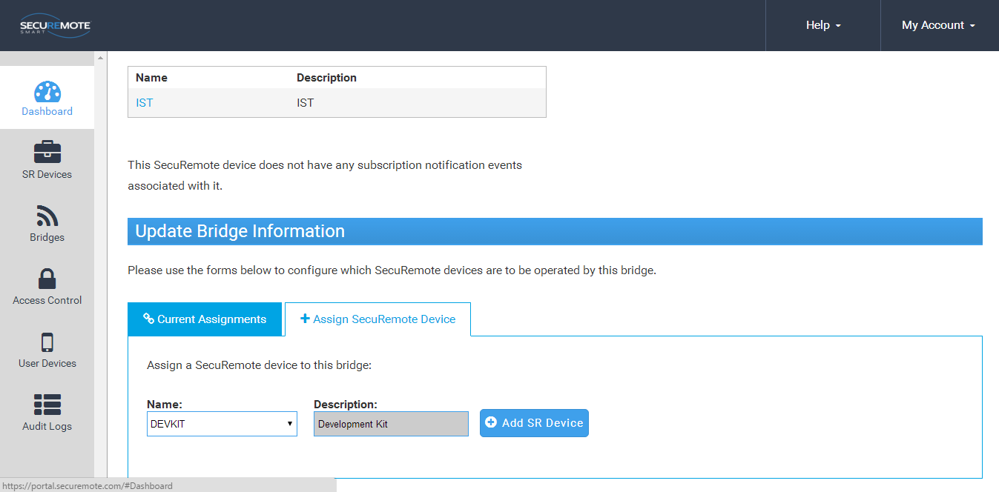 SECUREMOTE
SMART
Help
My Account
Dashboard
SR Devices
Bridges
Access Control
User Devices
Audit Logs
Name Description
IST IST
This SecuRemote device does not have any subscription notification events
associated with it.
Update Bridge Information
Please use the forms below to configure which SecuRemote devices are to be operated by this bridge.
Current Assignments
Assign SecuRemote Device
Assign a SecuRemote device to this bridge:
Name: Description:
DEVKIT Development Kit Add SR Device
https://portal.securemote.com/#Dashboard